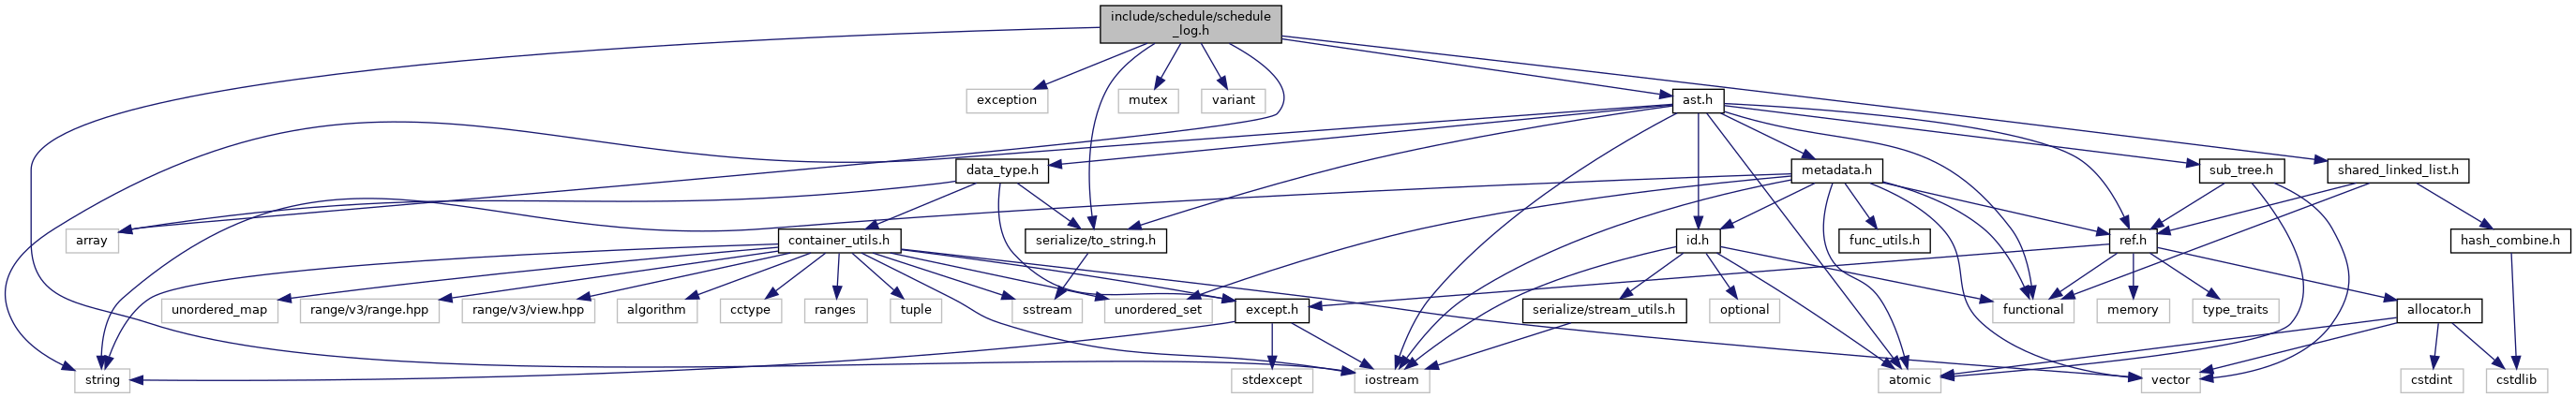 include/schedule/schedule
_log.h
exception
mutex
variant
ast.h
data_type.h
metadata.h
sub_tree.h
shared_linked_list.h
array
container_utils.h
serialize/to_string.h
id.h
func_utils.h
ref.h
hash_combine.h
unordered_map
range/v3/range.hpp
range/v3/view.hpp
algorithm
cctype
ranges
tuple
sstream
unordered_set
except.h
serialize/stream_utils.h
optional
functional
memory
type_traits
allocator.h
string
stdexcept
iostream
atomic
vector
cstdint
cstdlib